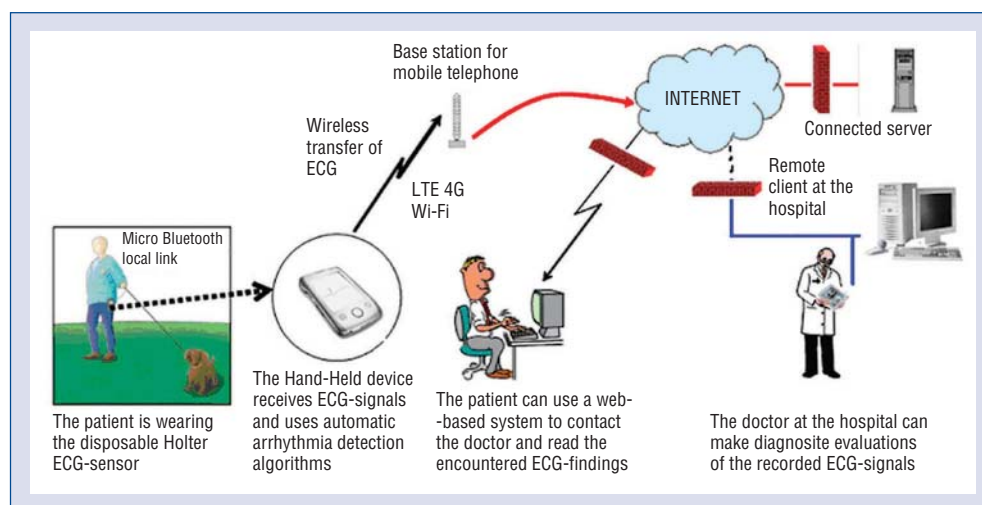 Base station for
mobile telephone
INTERNET
Connected server
Wireless
transfer of
ECG
LTE 4G
Wi-Fi
Remote
client at the
hospital
Micro Bluetooth
local link
The patient is wearing
the disposable Holter
ECG-sensor
The Hand-Held device
receives ECG-signals
and uses automatic
arrhythmia detection
algorithms
The patient can use a web-
-based system to contact
the doctor and read the
encountered ECG-findings
The doctor at the hospital can
make diagnosite evaluations
of the recorded ECG-signals